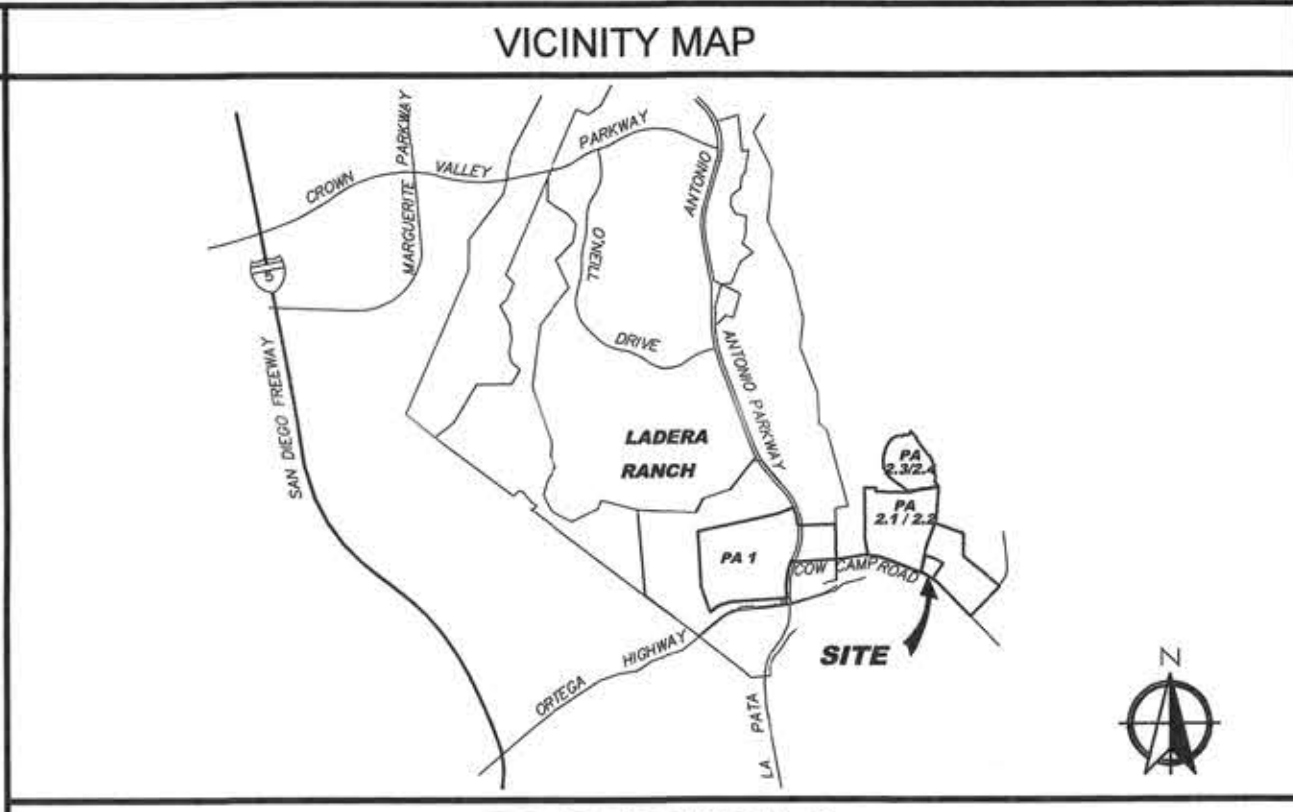 VICINITY MAP
MARGUERITE PARKWAY
CROWN VALLEY PARKWAY
ANTONIO
O'NEILL
DRIVE
5
SAN DIEGO FREEWAY
ANTONIO PARKWAY
LADERA
RANCH
PA
2.3/2.4
PA
2.1 / 2.2
PA 1
COW CAMP ROAD
SITE
ORTEGA HIGHWAY
LA PATA
N